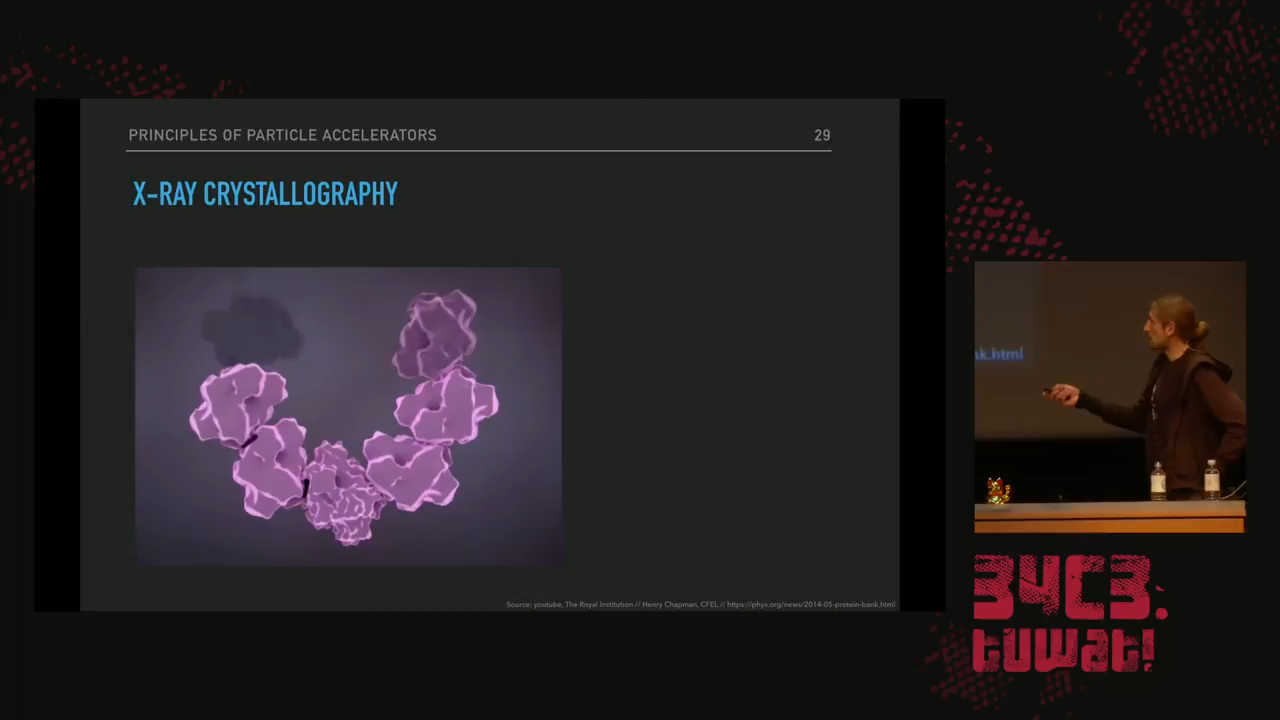 PRINCIPLES OF PARTICLE ACCELERATORS 29
X-RAY CRYSTALLOGRAPHY
k.html
Source: youtube, The Royal Institution // Henry Chapman, CFEL // https://phys.org/news/2014-05-protein-bank.html
34C3.
tuwat!